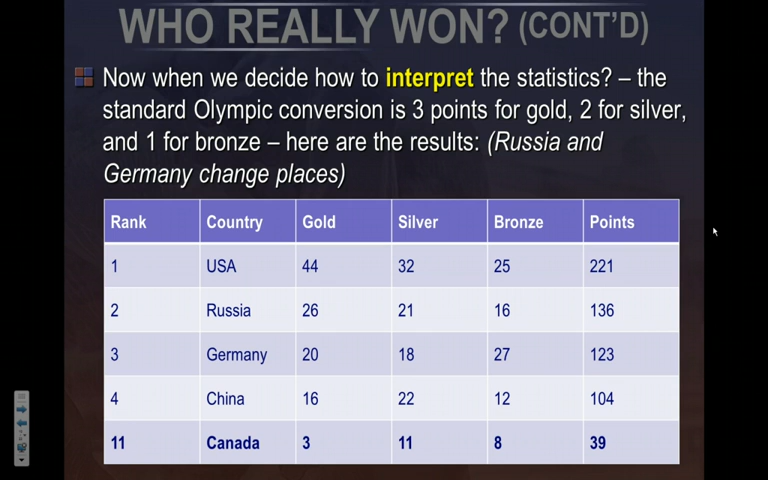 WHO REALLY WON? (CONT'D)
Now when we decide how to interpret the statistics? – the
standard Olympic conversion is 3 points for gold, 2 for silver,
and 1 for bronze – here are the results: (Russia and
Germany change places)
Rank Country Gold Silver Bronze Points
1 USA 44 32 25 221
2 Russia 26 21 16 136
3 Germany 20 18 27 123
4 China 16 22 12 104
11 Canada 3 11 8 39